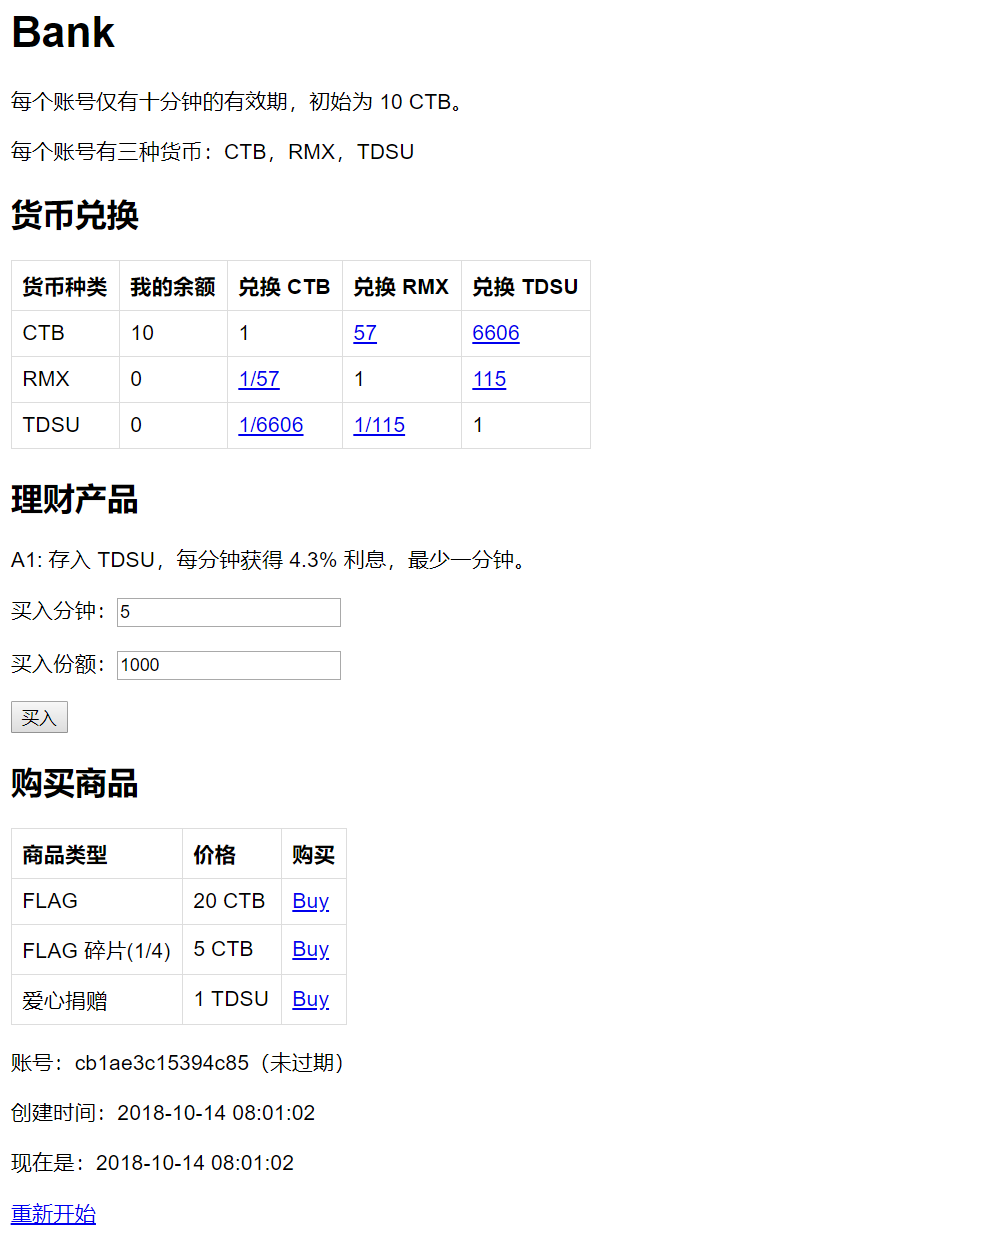 Bank
每个账号仅有十分钟的有效期，初始为 10 CTB。
每个账号有三种货币：CTB，RMX，TDSU
货币兑换
货币种类 我的余额 兑换 CTB 兑换 RMX 兑换 TDSU
CTB 10 1 57 6606
RMX 0 1/57 1 115
TDSU 0 1/6606 1/115 1
理财产品
A1: 存入 TDSU，每分钟获得 4.3% 利息，最少一分钟。
买入分钟：5
买入份额：1000
买入
购买商品
商品类型 价格 购买
FLAG 20 CTB Buy
FLAG 碎片(1/4) 5 CTB Buy
爱心捐赠 1 TDSU Buy
账号：cb1ae3c15394c85（未过期）
创建时间：2018-10-14 08:01:02
现在是：2018-10-14 08:01:02
重新开始